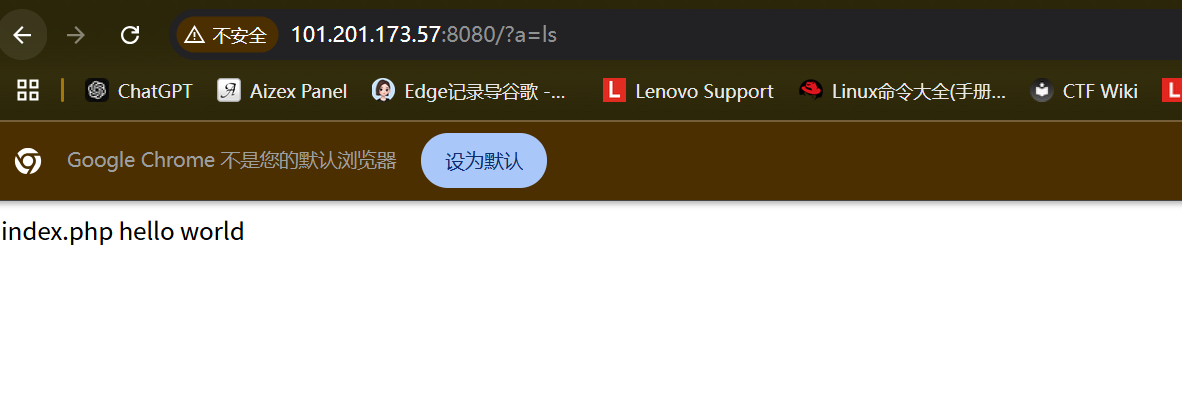 不安全 101.201.173.57:8080/?a=ls
ChatGPT Aizex Panel Edge记录导谷歌 -... Lenovo Support Linux命令大全(手册... CTF Wiki
Google Chrome 不是您的默认浏览器 设为默认
index.php hello world